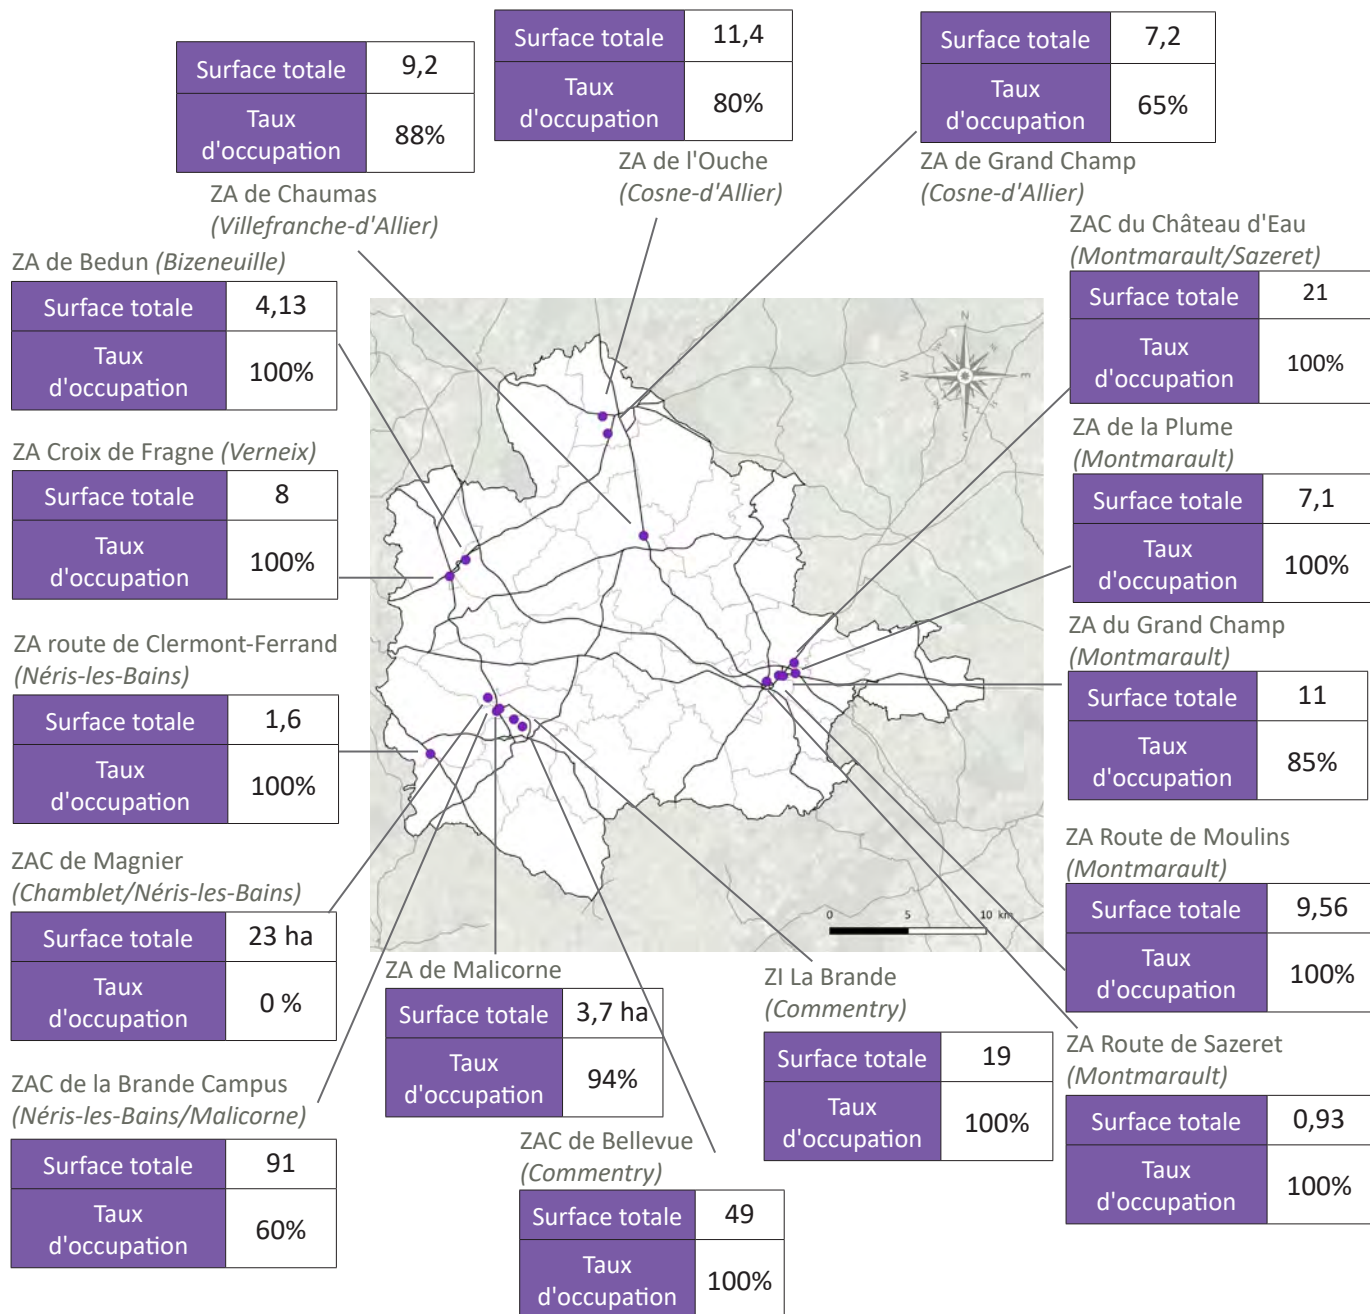 Surface totale 9,2
Taux
d'occupation 88%
ZA de Chaumas
(Villefranche-d'Allier)
Surface totale 11,4
Taux
d'occupation 80%
ZA de l'Ouche
(Cosne-d'Allier)
Surface totale 7,2
Taux
d'occupation 65%
ZA de Grand Champ
(Cosne-d'Allier)
ZAC du Château d'Eau
(Montmarault/Sazeret)
Surface totale 21
Taux
d'occupation 100%
ZA de Bedun (Bizeneuille)
Surface totale 4,13
Taux
d'occupation 100%
ZA Croix de Fragne (Verneix)
Surface totale 8
Taux
d'occupation 100%
ZA de la Plume
(Montmarault)
Surface totale 7,1
Taux
d'occupation 100%
ZA route de Clermont-Ferrand
(Néris-les-Bains)
Surface totale 1,6
Taux
d'occupation 100%
ZA du Grand Champ
(Montmarault)
Surface totale 11
Taux
d'occupation 85%
ZAC de Magnier
(Chamblet/Néris-les-Bains)
Surface totale 23 ha
Taux
d'occupation 0 %
ZA Route de Moulins
(Montmarault)
Surface totale 9,56
Taux
d'occupation 100%
N
W E
S
0 5 10 km
ZA de Malicorne
Surface totale 3,7 ha
Taux
d'occupation 94%
ZI La Brande
(Commentry)
Surface totale 19
Taux
d'occupation 100%
ZA Route de Sazeret
(Montmarault)
Surface totale 0,93
Taux
d'occupation 100%
ZAC de la Brande Campus
(Néris-les-Bains/Malicorne)
Surface totale 91
Taux
d'occupation 60%
ZAC de Bellevue
(Commentry)
Surface totale 49
Taux
d'occupation 100%